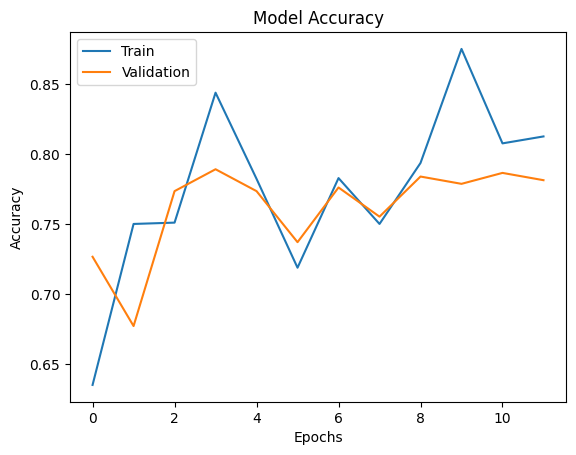 Model Accuracy
Train
Validation
0.85
0.80
0.75
0.70
0.65
Accuracy
0 2 4 6 8 10
Epochs